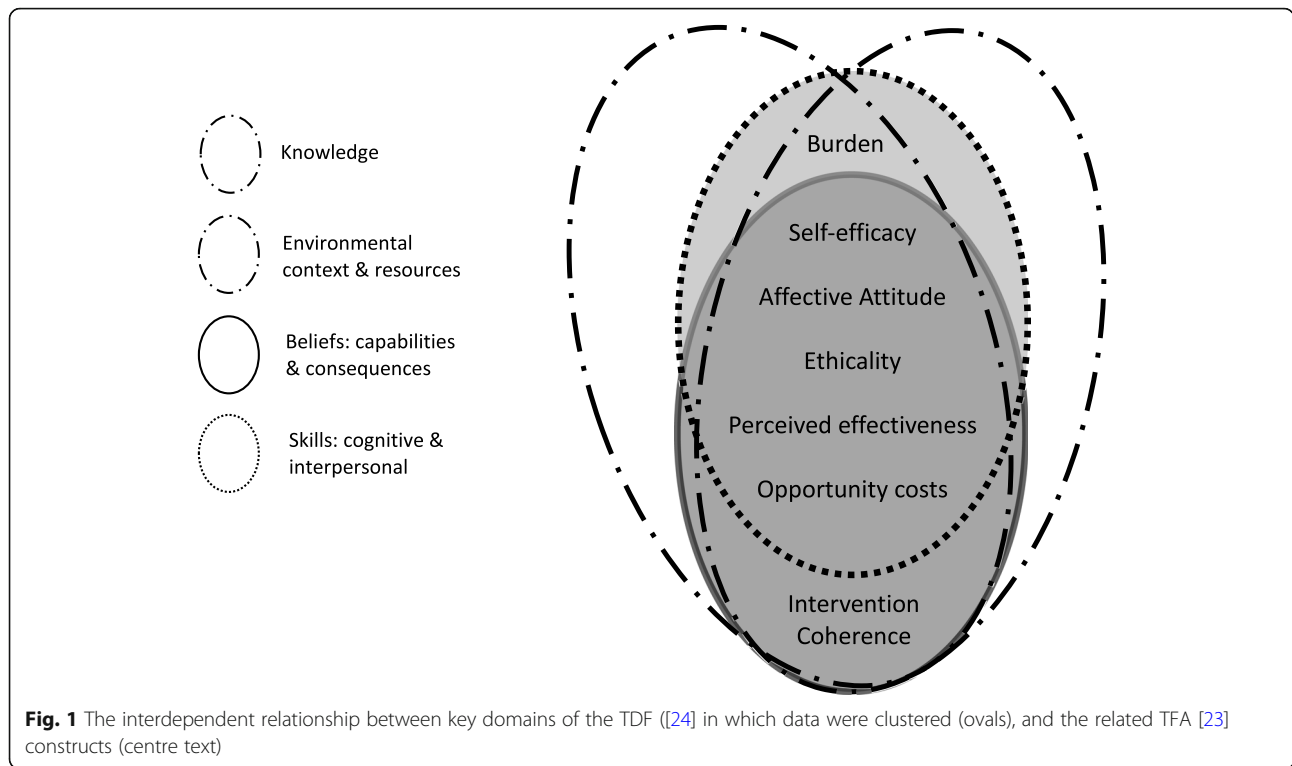 Knowledge
Environmental
context & resources
Beliefs: capabilities
& consequences
Skills: cognitive &
interpersonal
Burden
Self-efficacy
Affective Attitude
Ethicality
Perceived effectiveness
Opportunity costs
Intervention
Coherence
Fig. 1 The interdependent relationship between key domains of the TDF ([24] in which data were clustered (ovals), and the related TFA [23]
constructs (centre text)